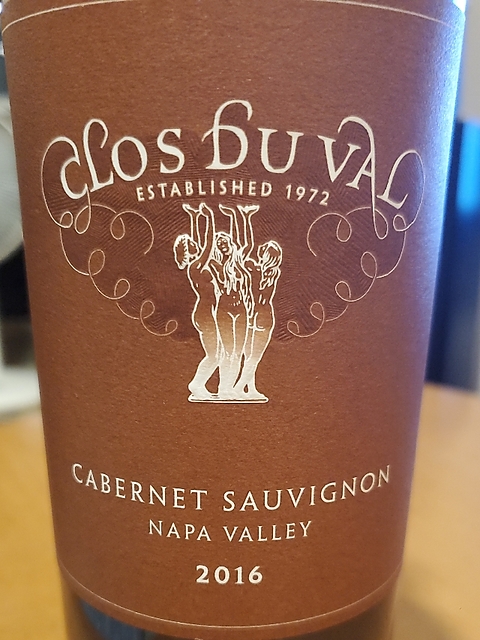 CLOS DU VAL
ESTABLISHED 1972
CABERNET SAUVIGNON
NAPA VALLEY
2016